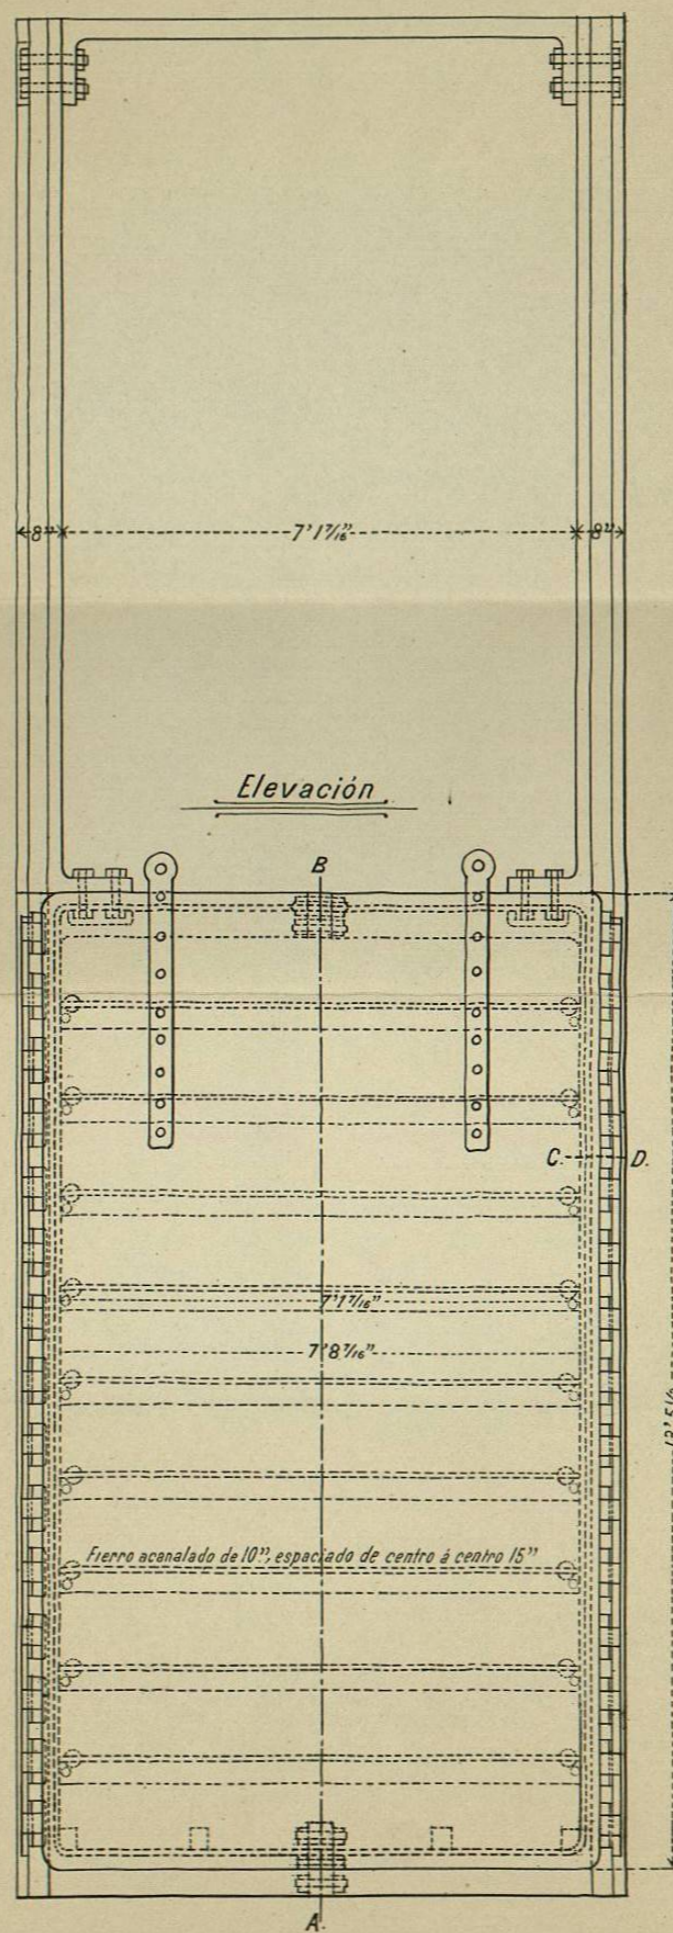 8" 7' 1 7/16" 8"
Elevación
B
C. D.
7' 1 7/16"
7' 8 7/16"
Fierro acanalado de 10", espaciado de centro á centro 15"
A.